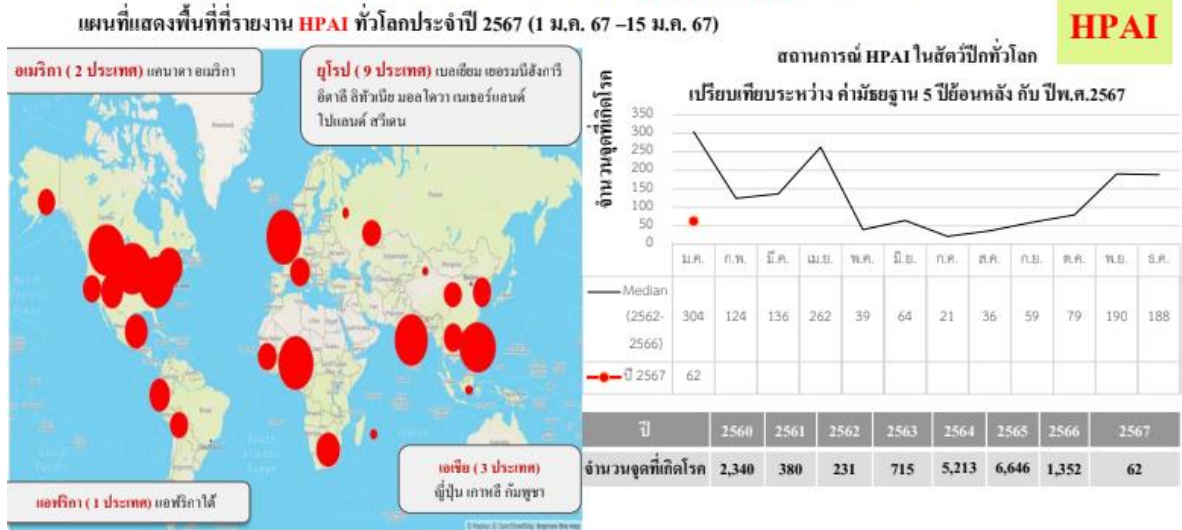 แผนที่แสดงพื้นที่ที่รายงาน HPAI ทั่วโลกประจำปี 2567 (1 ม.ค. 67 –15 ม.ค. 67)
HPAI
อเมริกา ( 2 ประเทศ) แคนาดา อเมริกา
ยุโรป ( 9 ประเทศ) เบลเยียม เยอรมนีฮังการี
อิตาลี ลิทัวเนีย มอลโดวา เนเธอร์แลนด์
โปแลนด์ สวีเดน
เอเชีย ( 3 ประเทศ)
ญี่ปุ่น เกาหลี กัมพูชา
แอฟริกา ( 1 ประเทศ) แอฟริกาใต้
สถานการณ์ HPAI ในสัตว์ปีกทั่วโลก
เปรียบเทียบระหว่าง ค่ามัธยฐาน 5 ปีย้อนหลัง กับ ปีพ.ศ.2567
จำนวนจุดที่เกิดโรค
350
300
250
200
150
100
50
0
ม.ค. ก.พ. มี.ค. เม.ย. พ.ค. มิ.ย. ก.ค. ส.ค. ก.ย. ต.ค. พ.ย. ธ.ค.
Median
(2562-
2566)
304 124 136 262 39 64 21 36 59 79 190 188
ปี 2567 62
ปี 2560 2561 2562 2563 2564 2565 2566 2567
จำนวนจุดที่เกิดโรค 2,340 380 231 715 5,213 6,646 1,352 62